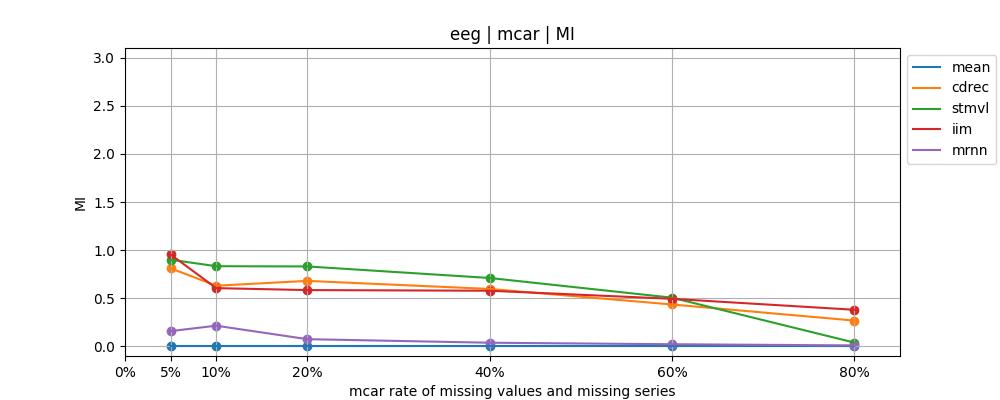 eeg | mcar | MI
3.0
2.5
2.0
1.5
1.0
0.5
0.0
MI
0% 5% 10% 20% 40% 60% 80%
mcar rate of missing values and missing series
mean
cdrec
stmvl
iim
mrnn